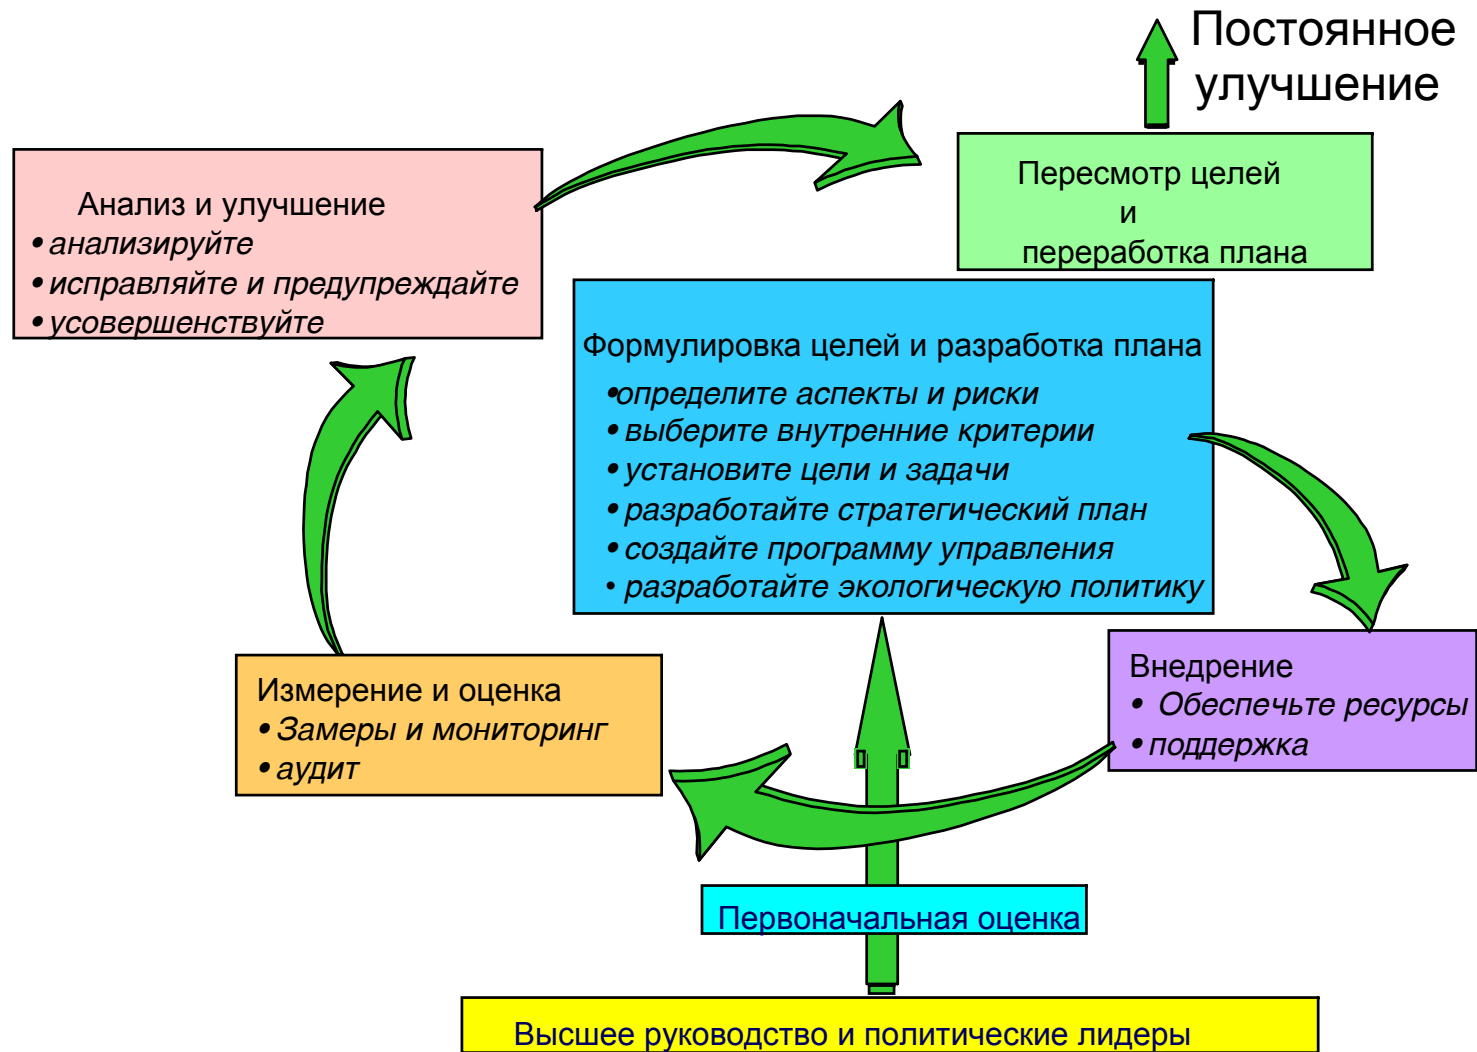 Постоянное
улучшение
Анализ и улучшение
• анализируйте
• исправляйте и предупреждайте
• усовершенствуйте
Пересмотр целей
и
переработка плана
Формулировка целей и разработка плана
•определите аспекты и риски
• выберите внутренние критерии
• установите цели и задачи
• разработайте стратегический план
• создайте программу управления
• разработайте экологическую политику
Измерение и оценка
• Замеры и мониторинг
• аудит
Внедрение
• Обеспечьте ресурсы
• поддержка
Первоначальная оценка
Высшее руководство и политические лидеры